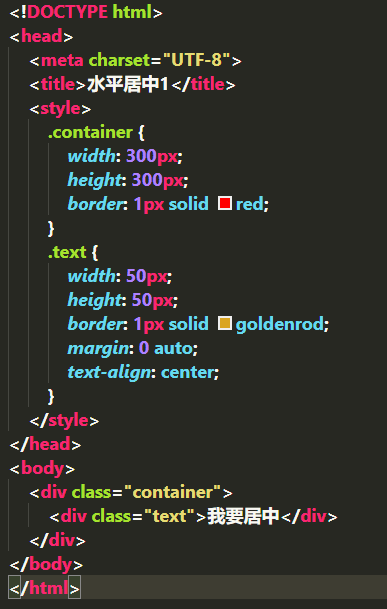 <!DOCTYPE html>
<head>
<meta charset="UTF-8">
<title>水平居中1</title>
<style>
.container {
width: 300px;
height: 300px;
border: 1px solid red;
}
.text {
width: 50px;
height: 50px;
border: 1px solid goldenrod;
margin: 0 auto;
text-align: center;
}
</style>
</head>
<body>
<div class="container">
<div class="text">我要居中</div>
</div>
</body>
</html>